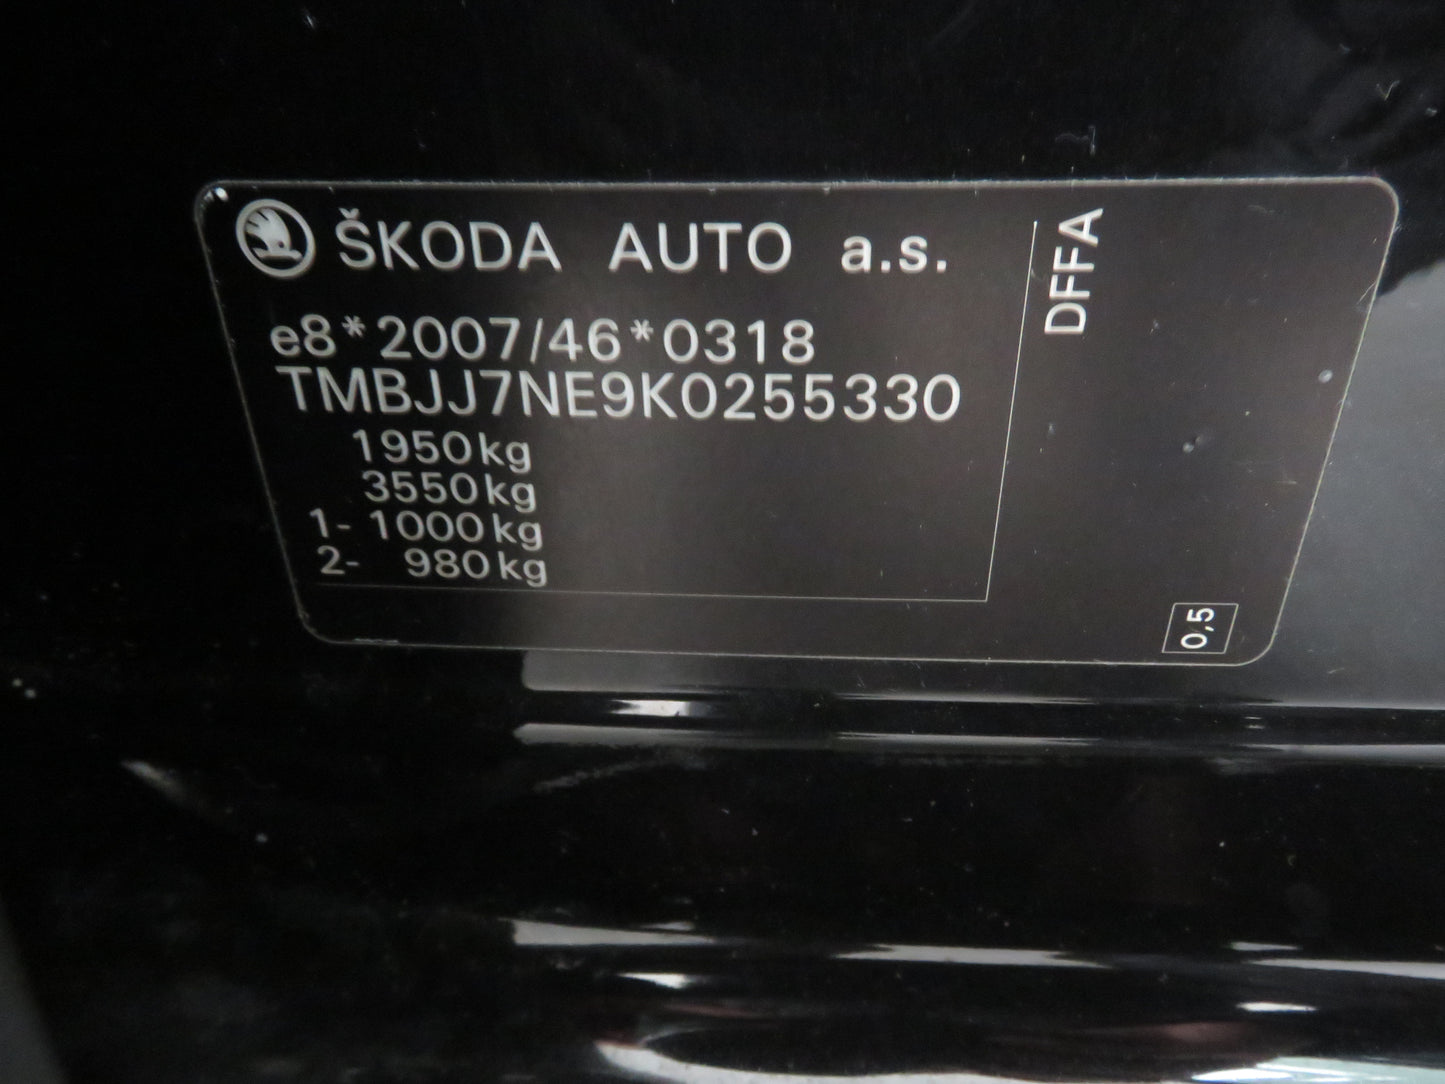 ŠKODA AUTO a.s.
e8*2007/46*0318
TMBJJ7NE9K0255330
1950kg
3550kg
1- 1000kg
2- 980kg
DFFA
0,5